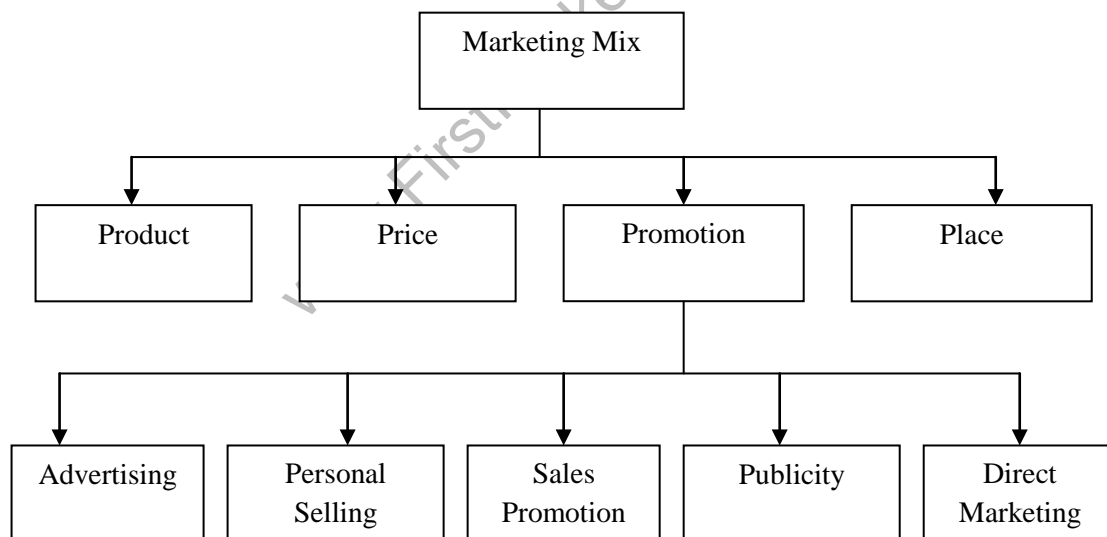 Marketing Mix
Product
Price
Promotion
Place
Advertising
Personal
Selling
Sales
Promotion
Publicity
Direct
Marketing